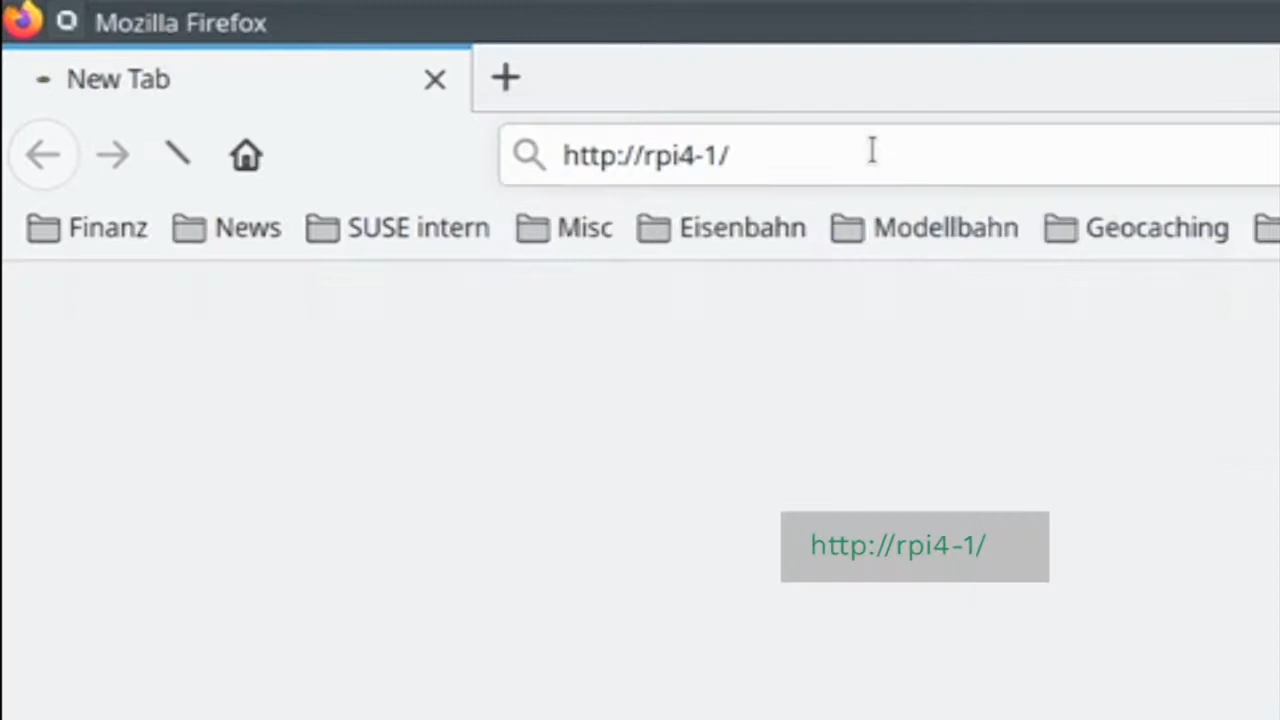 Mozilla Firefox
New Tab
http://rpi4-1/
Finanz News SUSE intern Misc Eisenbahn Modellbahn Geocaching
http://rpi4-1/